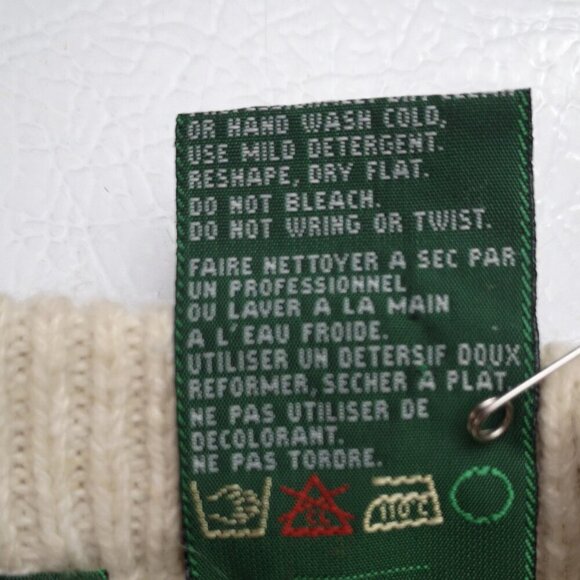 OR HAND WASH COLD,
USE MILD DETERGENT.
RESHAPE, DRY FLAT.
DO NOT BLEACH.
DO NOT WRING OR TWIST.
FAIRE NETTOYER A SEC PAR
UN PROFESSIONNEL
OU LAVER A LA MAIN
A L'EAU FROIDE.
UTILISER UN DETERSIF DOUX
REFORMER, SECHER A PLAT,
NE PAS UTILISER DE
DECOLORANT.
NE PAS TORDRE.
CL 110°C